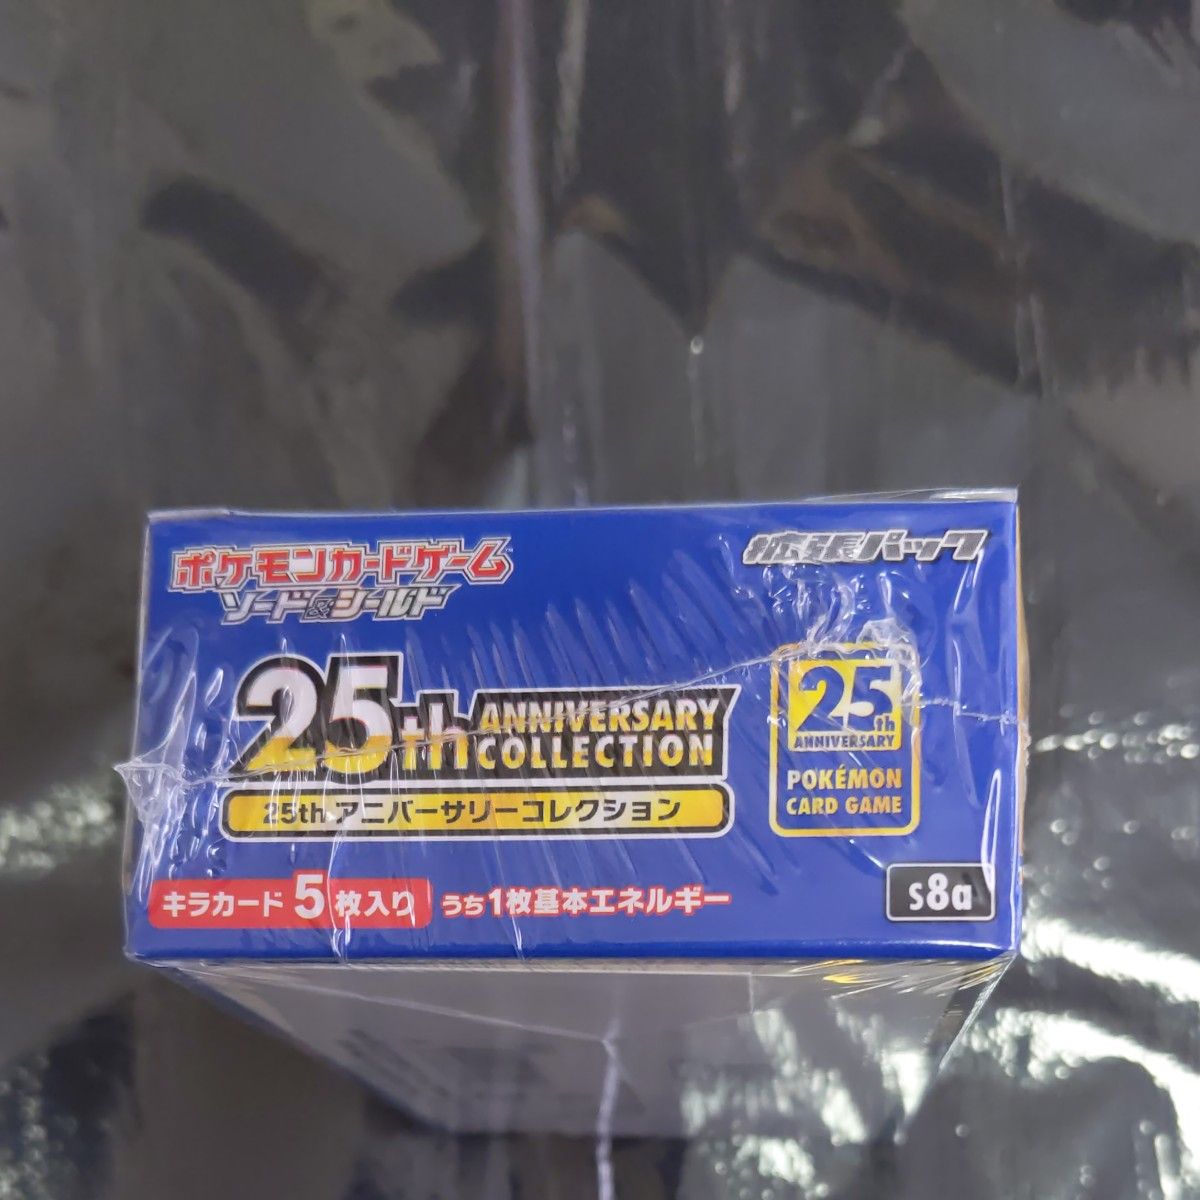 ポケモンカードゲーム
ソード&シールド
拡張パック
25th ANNIVERSARY
COLLECTION
25th アニバーサリーコレクション
25th
ANNIVERSARY
POKÉMON
CARD GAME
キラカード5枚入り うち1枚基本エネルギー
s8a